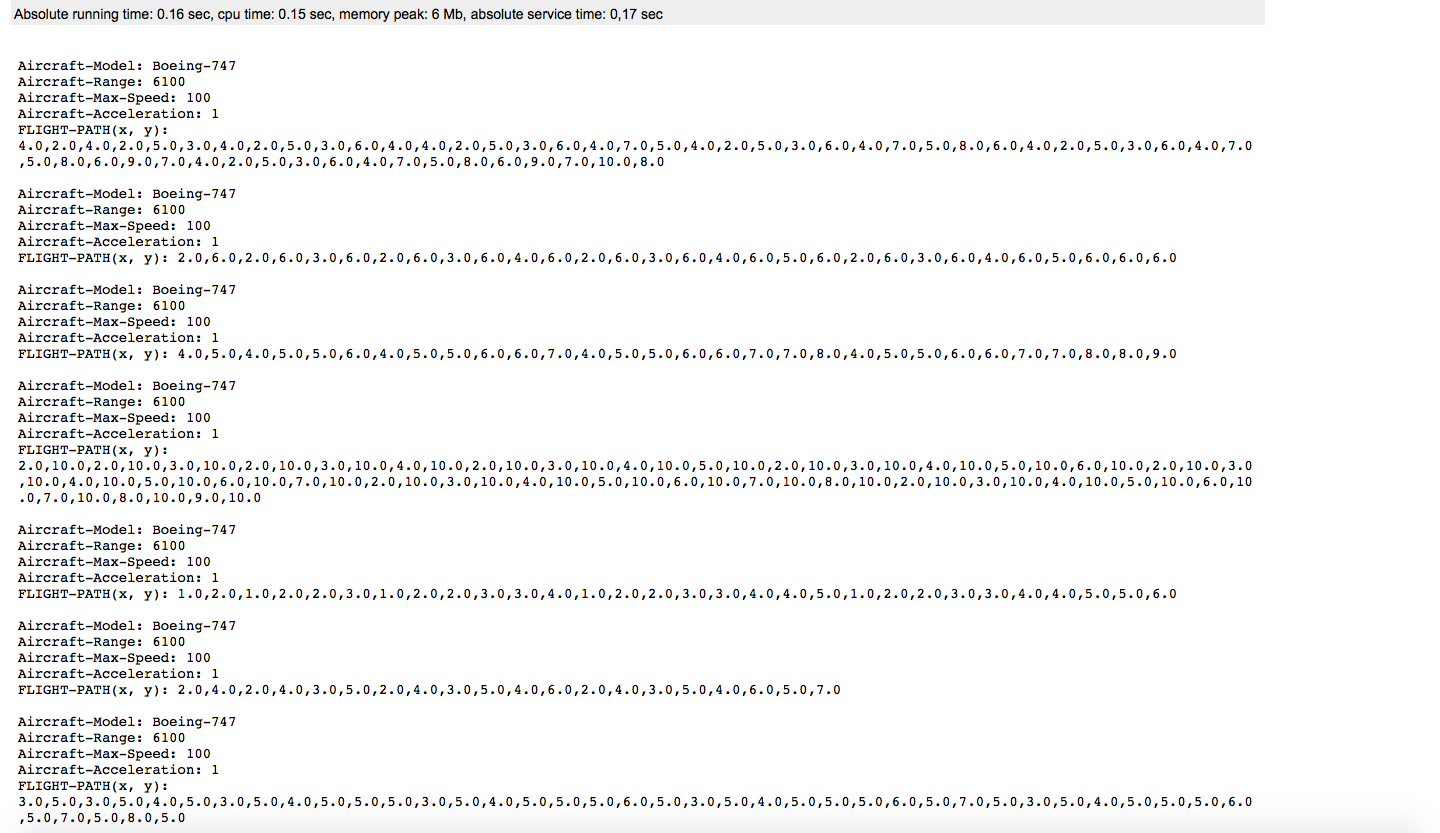 Absolute running time: 0.16 sec, cpu time: 0.15 sec, memory peak: 6 Mb, absolute service time: 0,17 sec
Aircraft-Model: Boeing-747
Aircraft-Range: 6100
Aircraft-Max-Speed: 100
Aircraft-Acceleration: 1
FLIGHT-PATH(x, y):
4.0,2.0,4.0,2.0,5.0,3.0,4.0,2.0,5.0,3.0,6.0,4.0,4.0,2.0,5.0,3.0,6.0,4.0,7.0,5.0,4.0,2.0,5.0,3.0,6.0,4.0,7.0,5.0,8.0,6.0,4.0,2.0,5.0,3.0,6.0,4.0,7.0
,5.0,8.0,6.0,9.0,7.0,4.0,2.0,5.0,3.0,6.0,4.0,7.0,5.0,8.0,6.0,9.0,7.0,10.0,8.0
Aircraft-Model: Boeing-747
Aircraft-Range: 6100
Aircraft-Max-Speed: 100
Aircraft-Acceleration: 1
FLIGHT-PATH(x, y): 2.0,6.0,2.0,6.0,3.0,6.0,2.0,6.0,3.0,6.0,4.0,6.0,2.0,6.0,3.0,6.0,4.0,6.0,5.0,6.0,2.0,6.0,3.0,6.0,4.0,6.0,5.0,6.0,6.0,6.0
Aircraft-Model: Boeing-747
Aircraft-Range: 6100
Aircraft-Max-Speed: 100
Aircraft-Acceleration: 1
FLIGHT-PATH(x, y): 4.0,5.0,4.0,5.0,5.0,6.0,4.0,5.0,5.0,6.0,6.0,7.0,4.0,5.0,5.0,6.0,6.0,7.0,7.0,8.0,4.0,5.0,5.0,6.0,6.0,7.0,7.0,8.0,8.0,9.0
Aircraft-Model: Boeing-747
Aircraft-Range: 6100
Aircraft-Max-Speed: 100
Aircraft-Acceleration: 1
FLIGHT-PATH(x, y):
2.0,10.0,2.0,10.0,3.0,10.0,2.0,10.0,3.0,10.0,4.0,10.0,2.0,10.0,3.0,10.0,4.0,10.0,5.0,10.0,2.0,10.0,3.0,10.0,4.0,10.0,5.0,10.0,6.0,10.0,2.0,10.0,3.0
,10.0,4.0,10.0,5.0,10.0,6.0,10.0,7.0,10.0,2.0,10.0,3.0,10.0,4.0,10.0,5.0,10.0,6.0,10.0,7.0,10.0,8.0,10.0,2.0,10.0,3.0,10.0,4.0,10.0,5.0,10.0,6.0,10
.0,7.0,10.0,8.0,10.0,9.0,10.0
Aircraft-Model: Boeing-747
Aircraft-Range: 6100
Aircraft-Max-Speed: 100
Aircraft-Acceleration: 1
FLIGHT-PATH(x, y): 1.0,2.0,1.0,2.0,2.0,3.0,1.0,2.0,2.0,3.0,3.0,4.0,1.0,2.0,2.0,3.0,3.0,4.0,4.0,5.0,1.0,2.0,2.0,3.0,3.0,4.0,4.0,5.0,5.0,6.0
Aircraft-Model: Boeing-747
Aircraft-Range: 6100
Aircraft-Max-Speed: 100
Aircraft-Acceleration: 1
FLIGHT-PATH(x, y): 2.0,4.0,2.0,4.0,3.0,5.0,2.0,4.0,3.0,5.0,4.0,6.0,2.0,4.0,3.0,5.0,4.0,6.0,5.0,7.0
Aircraft-Model: Boeing-747
Aircraft-Range: 6100
Aircraft-Max-Speed: 100
Aircraft-Acceleration: 1
FLIGHT-PATH(x, y):
3.0,5.0,3.0,5.0,4.0,5.0,3.0,5.0,4.0,5.0,5.0,5.0,3.0,5.0,4.0,5.0,5.0,5.0,6.0,5.0,3.0,5.0,4.0,5.0,5.0,5.0,6.0,5.0,7.0,5.0,3.0,5.0,4.0,5.0,5.0,5.0,6.0
,5.0,7.0,5.0,8.0,5.0